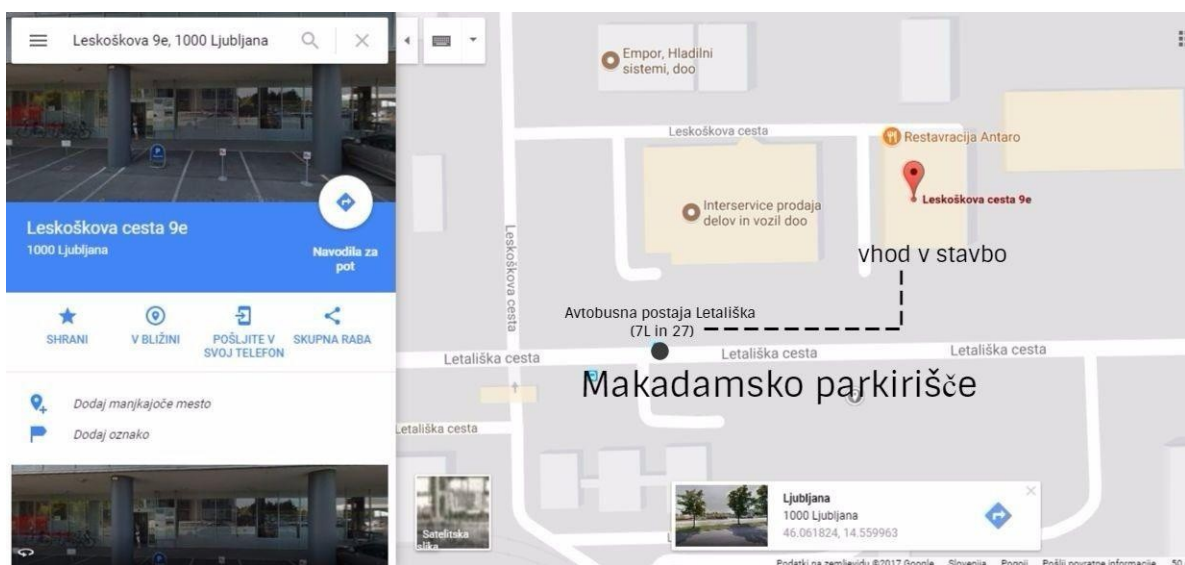 Leskoškova 9e, 1000 Ljubljana
Leskoškova cesta 9e
1000 Ljubljana
Navodila za
pot
SHRANI
V BLIŽINI
POŠLJITE V
SVOJ TELEFON
SKUPNA RABA
Dodaj manjkajoče mesto
Dodaj oznako
Empor, Hladilni
sistemi, doo
Leskoškova cesta
Restavracija Antaro
Leskoškova cesta 9e
Interservice prodaja
delov in vozil doo
Leskoškova cesta
Leskoškova cesta
vhod v stavbo
Avtobusna postaja Letališka
(7L in 27)
Letališka cesta
Letališka cesta
Letališka cesta
Makadamsko parkirišče
Letališka cesta
Satelitska
slika
Ljubljana
1000 Ljubljana
46.061824, 14.559963
Podatki na zemljevidu ©2017 Google Slovenija Pogoji Pošlji povratne informacije 50